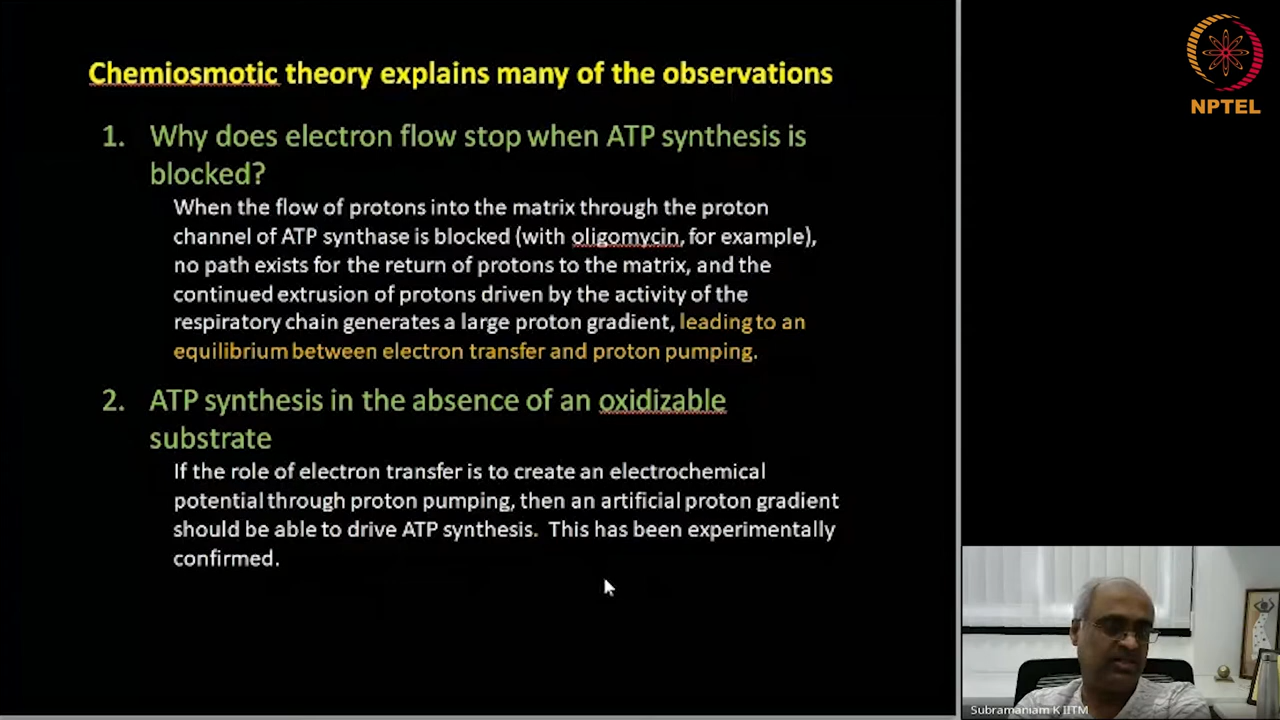 Chemiosmotic theory explains many of the observations
1. Why does electron flow stop when ATP synthesis is
blocked?
When the flow of protons into the matrix through the proton
channel of ATP synthase is blocked (with oligomycin, for example),
no path exists for the return of protons to the matrix, and the
continued extrusion of protons driven by the activity of the
respiratory chain generates a large proton gradient, leading to an
equilibrium between electron transfer and proton pumping.
2. ATP synthesis in the absence of an oxidizable
substrate
If the role of electron transfer is to create an electrochemical
potential through proton pumping, then an artificial proton gradient
should be able to drive ATP synthesis. This has been experimentally
confirmed.
NPTEL
Subramaniam K IITM